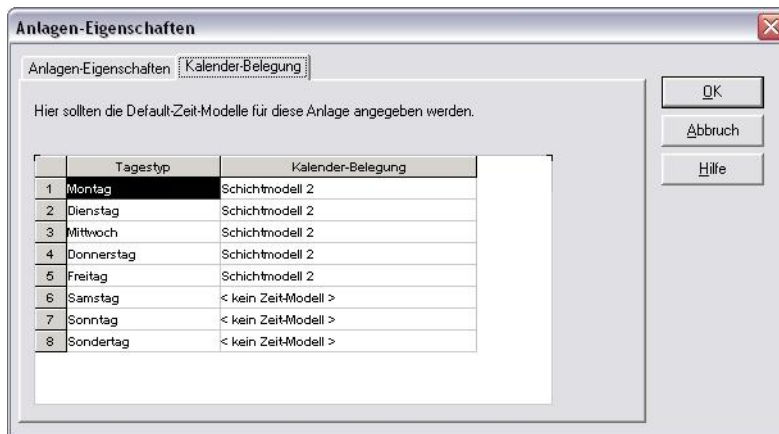 Anlagen-Eigenschaften
Anlagen-Eigenschaften Kalender-Belegung
Hier sollten die Default-Zeit-Modelle für diese Anlage angegeben werden.
Tagestyp Kalender-Belegung
1 Montag Schichtmodell 2
2 Dienstag Schichtmodell 2
3 Mittwoch Schichtmodell 2
4 Donnerstag Schichtmodell 2
5 Freitag Schichtmodell 2
6 Samstag < kein Zeit-Modell >
7 Sonntag < kein Zeit-Modell >
8 Sondertag < kein Zeit-Modell >
OK
Abbruch
Hilfe